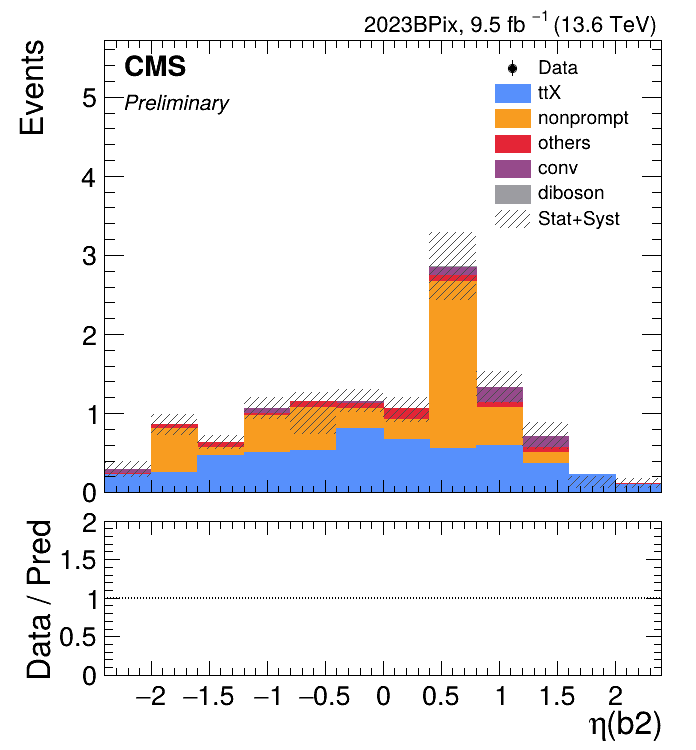 2023BPix, 9.5 fb⁻¹ (13.6 TeV)
Events
CMS
Preliminary
Data
ttX
nonprompt
others
conv
diboson
Stat+Syst
5
4
3
2
1
0
Data / Pred
2
1.5
1
0.5
0
−2 −1.5 −1 −0.5 0 0.5 1 1.5 2
η(b2)